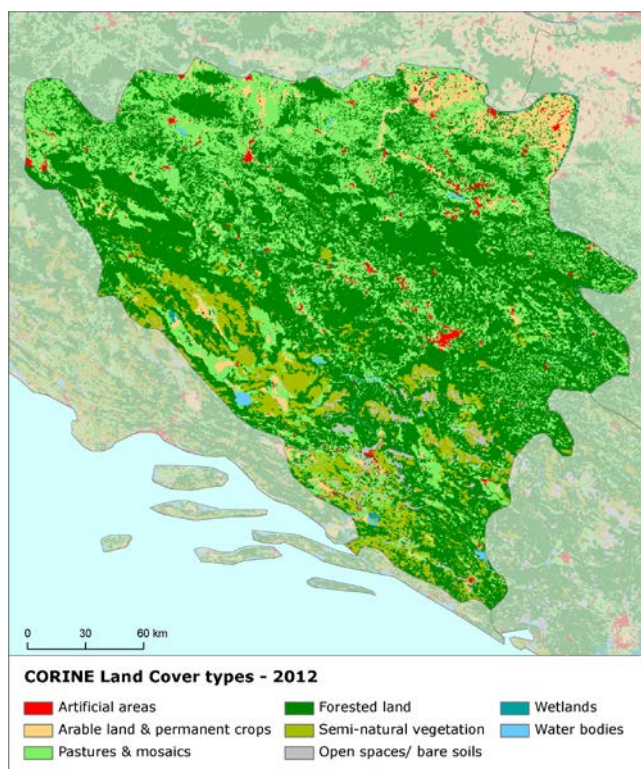 0 30 60 km
CORINE Land Cover types - 2012
Artificial areas
Forested land
Wetlands
Arable land & permanent crops
Semi-natural vegetation
Water bodies
Pastures & mosaics
Open spaces/ bare soils